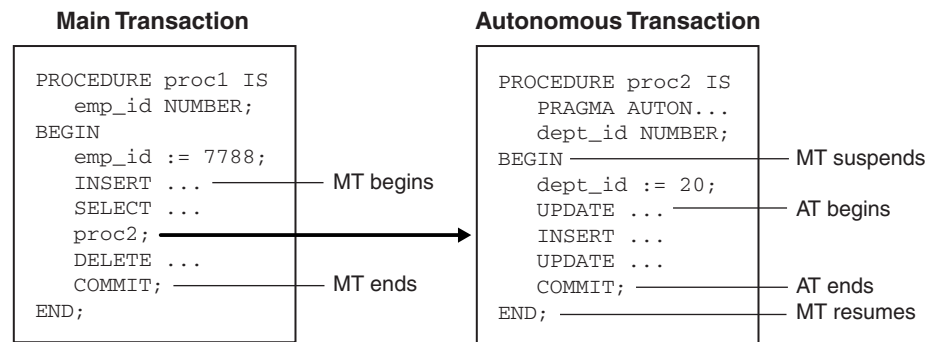 Main Transaction
PROCEDURE proc1 IS
emp_id NUMBER;
BEGIN
emp_id := 7788;
INSERT ...
MT begins
SELECT ...
proc2;
DELETE ...
COMMIT;
MT ends
END;
Autonomous Transaction
PROCEDURE proc2 IS
PRAGMA AUTON...
dept_id NUMBER;
BEGIN
MT suspends
dept_id := 20;
UPDATE ...
AT begins
INSERT ...
UPDATE ...
COMMIT;
AT ends
END;
MT resumes